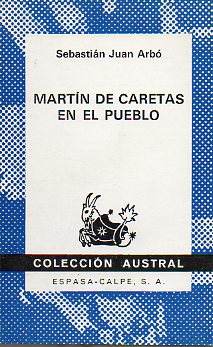 Sebastián Juan Arbó
MARTÍN DE CARETAS
EN EL PUEBLO
COLECCIÓN AUSTRAL
ESPASA-CALPE, S. A.